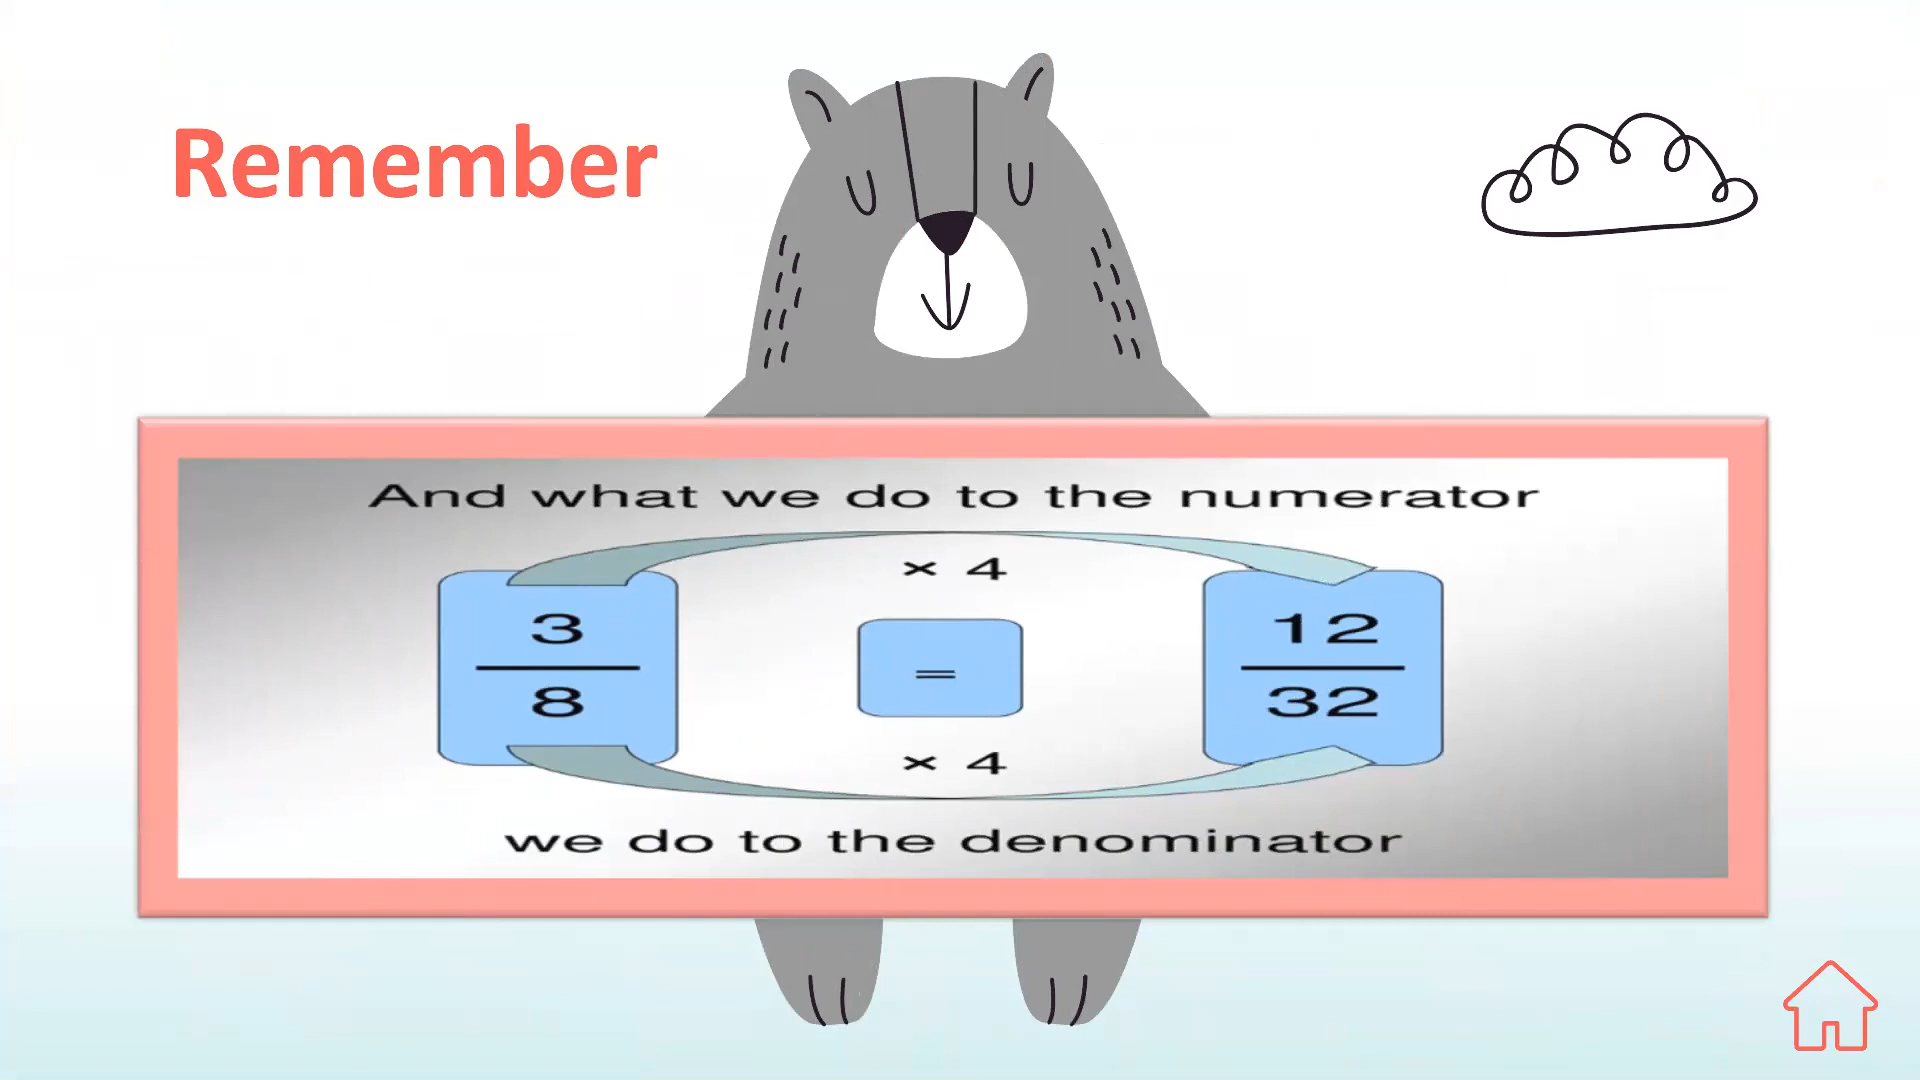 Remember
And what we do to the numerator
× 4
3
8
=
12
32
× 4
we do to the denominator